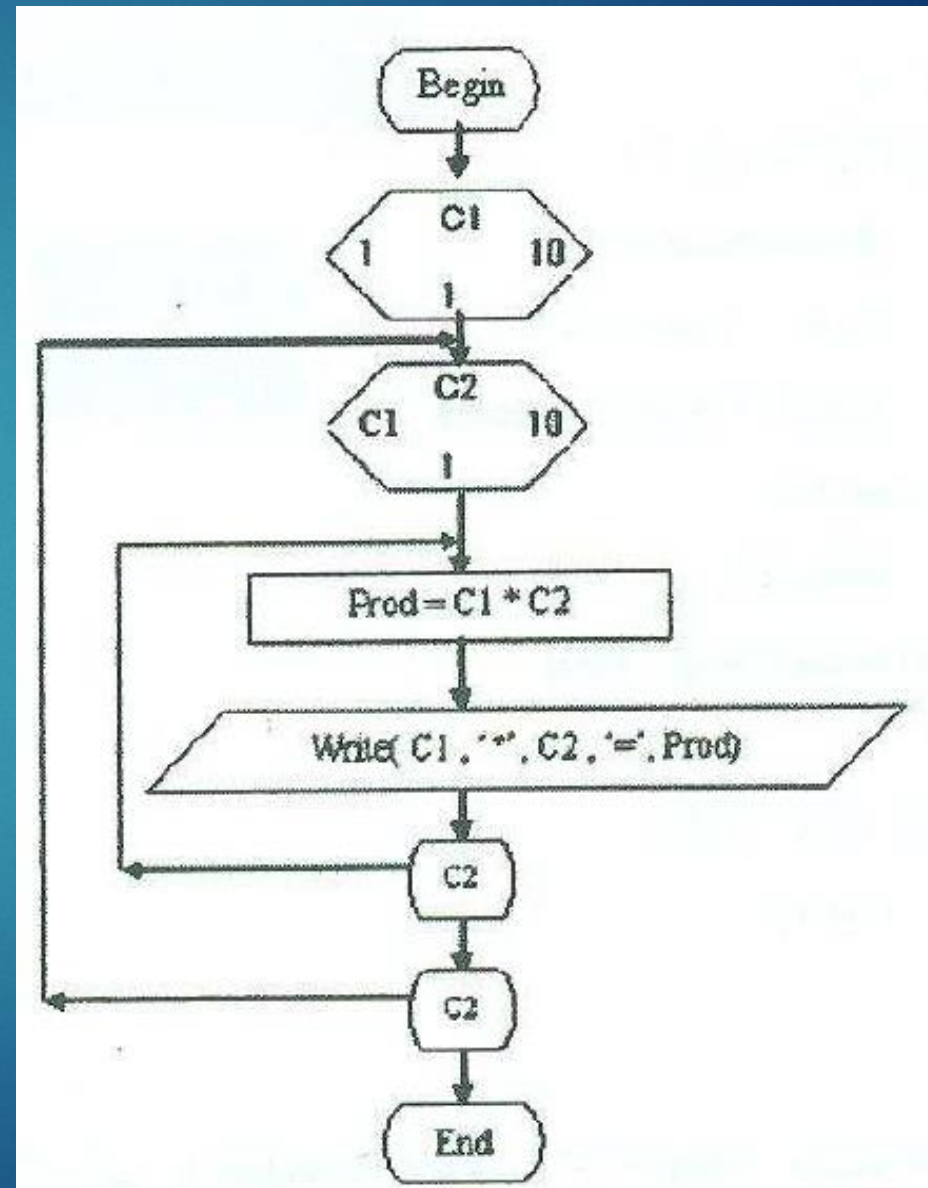 Begin
C1
1 10
1
C2
C1 10
1
Prod = C1 * C2
Write( C1 , '*', C2 , '=', Prod)
C2
C2
End